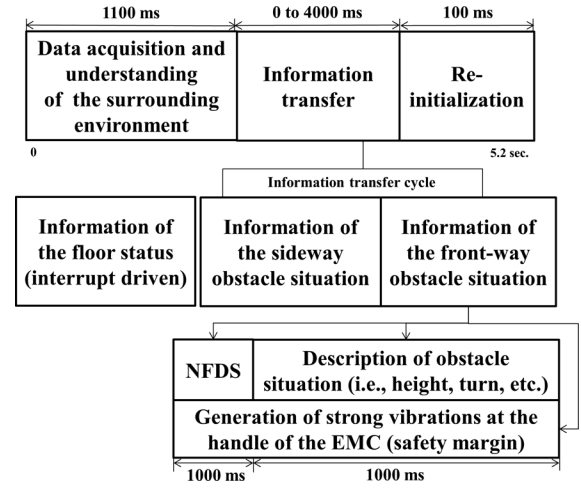 1100 ms
0 to 4000 ms
100 ms
Data acquisition and
understanding
of the surrounding
environment
Information
transfer
Re-
initialization
0
5.2 sec.
Information transfer cycle
Information of
the floor status
(interrupt driven)
Information of
the sideway
obstacle situation
Information of
the front-way
obstacle situation
NFDS
Description of obstacle
situation (i.e., height, turn, etc.)
Generation of strong vibrations at the
handle of the EMC (safety margin)
1000 ms
1000 ms